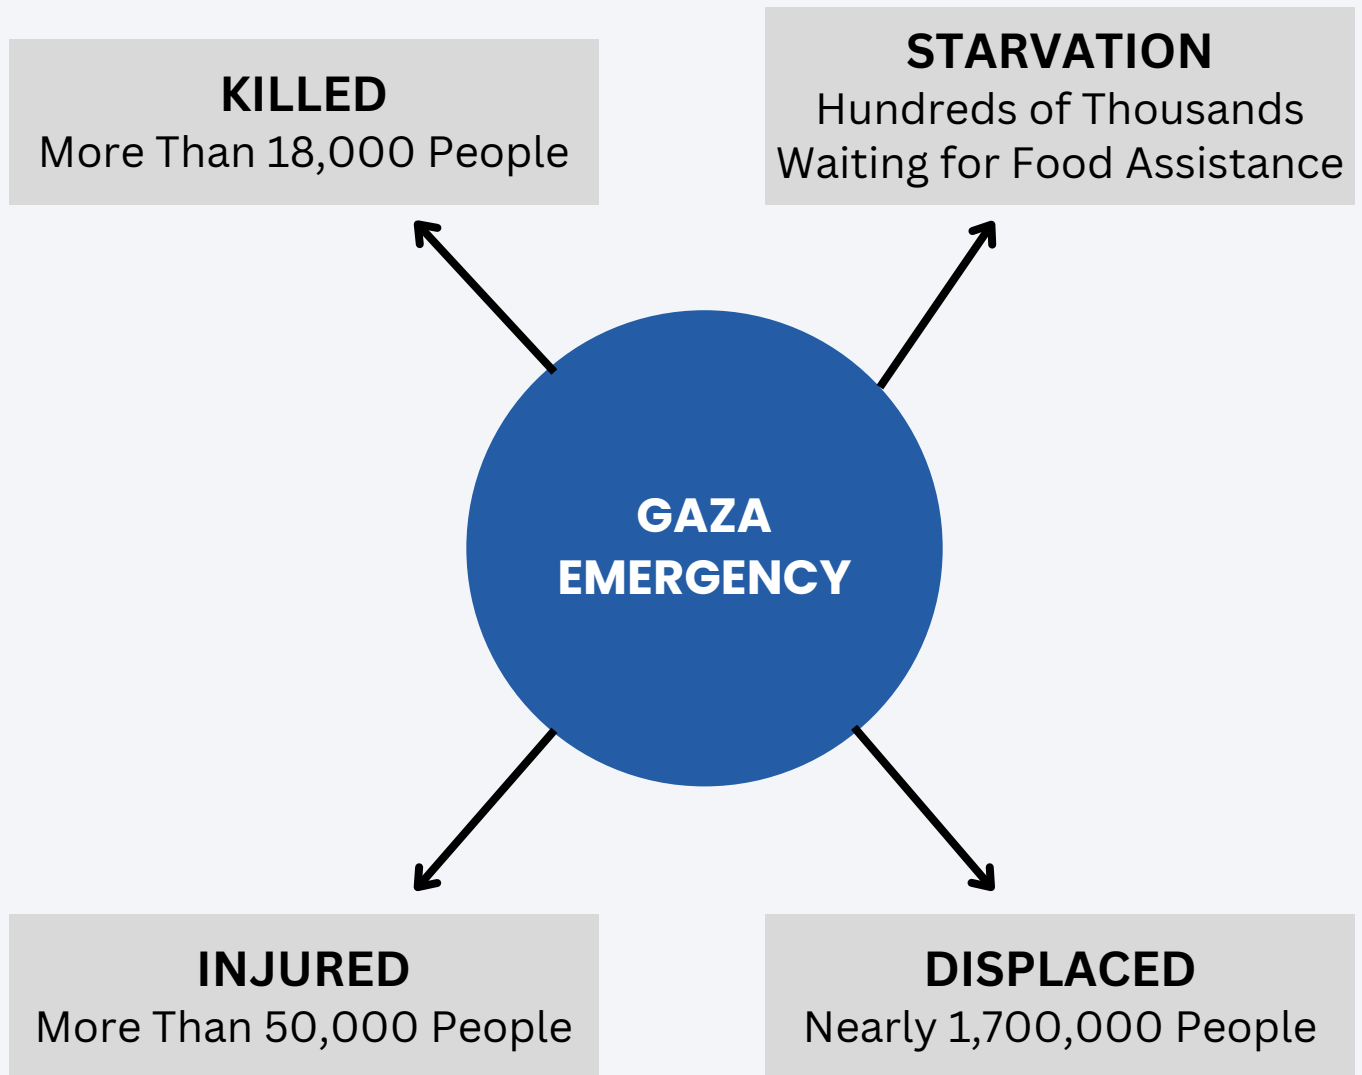 KILLED
More Than 18,000 People
STARVATION
Hundreds of Thousands
Waiting for Food Assistance
GAZA
EMERGENCY
INJURED
More Than 50,000 People
DISPLACED
Nearly 1,700,000 People